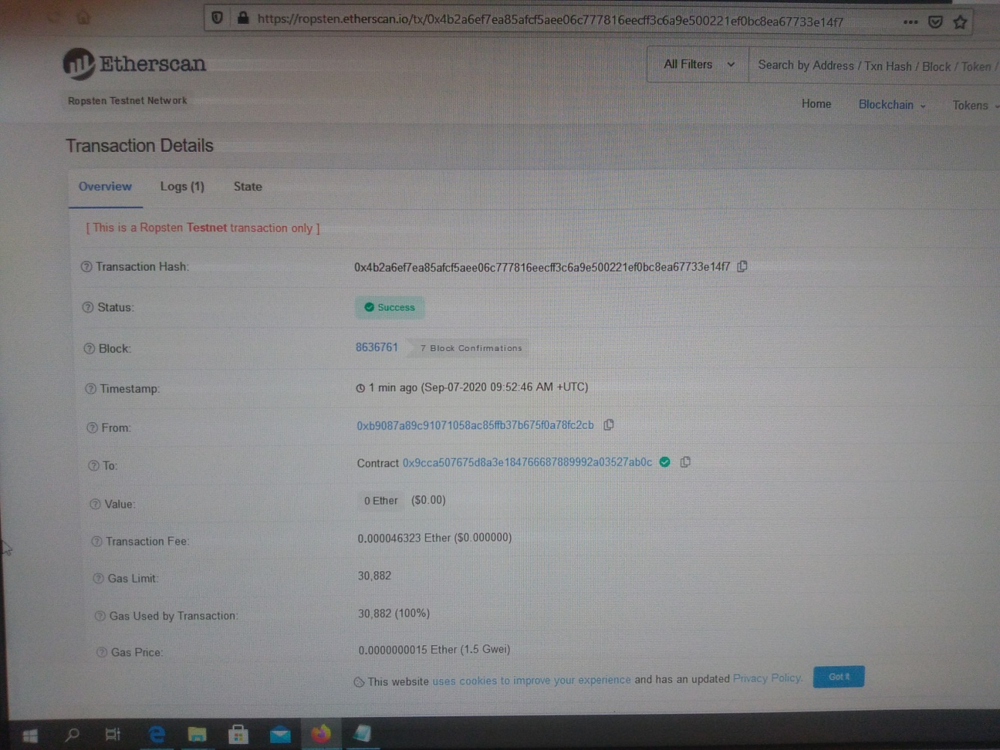 https://ropsten.etherscan.io/tx/0x4b2a6ef7ea85afcf5aee06c777816eecff3c6a9e500221ef0bc8ea67733e14f7
Etherscan
All Filters
Search by Address / Txn Hash / Block / Token /
Ropsten Testnet Network
Home Blockchain Tokens
Transaction Details
Overview Logs (1) State
[ This is a Ropsten Testnet transaction only ]
Transaction Hash: 0x4b2a6ef7ea85afcf5aee06c777816eecff3c6a9e500221ef0bc8ea67733e14f7
Status: Success
Block: 8636761 7 Block Confirmations
Timestamp: 1 min ago (Sep-07-2020 09:52:46 AM +UTC)
From: 0xb9087a89c91071058ac85ffb37b675f0a78fc2cb
To: Contract 0x9cca507675d8a3e184766687889992a03527ab0c
Value: 0 Ether ($0.00)
Transaction Fee: 0.000046323 Ether ($0.000000)
Gas Limit: 30,882
Gas Used by Transaction: 30,882 (100%)
Gas Price: 0.0000000015 Ether (1.5 Gwei)
This website uses cookies to improve your experience and has an updated Privacy Policy.
Got it